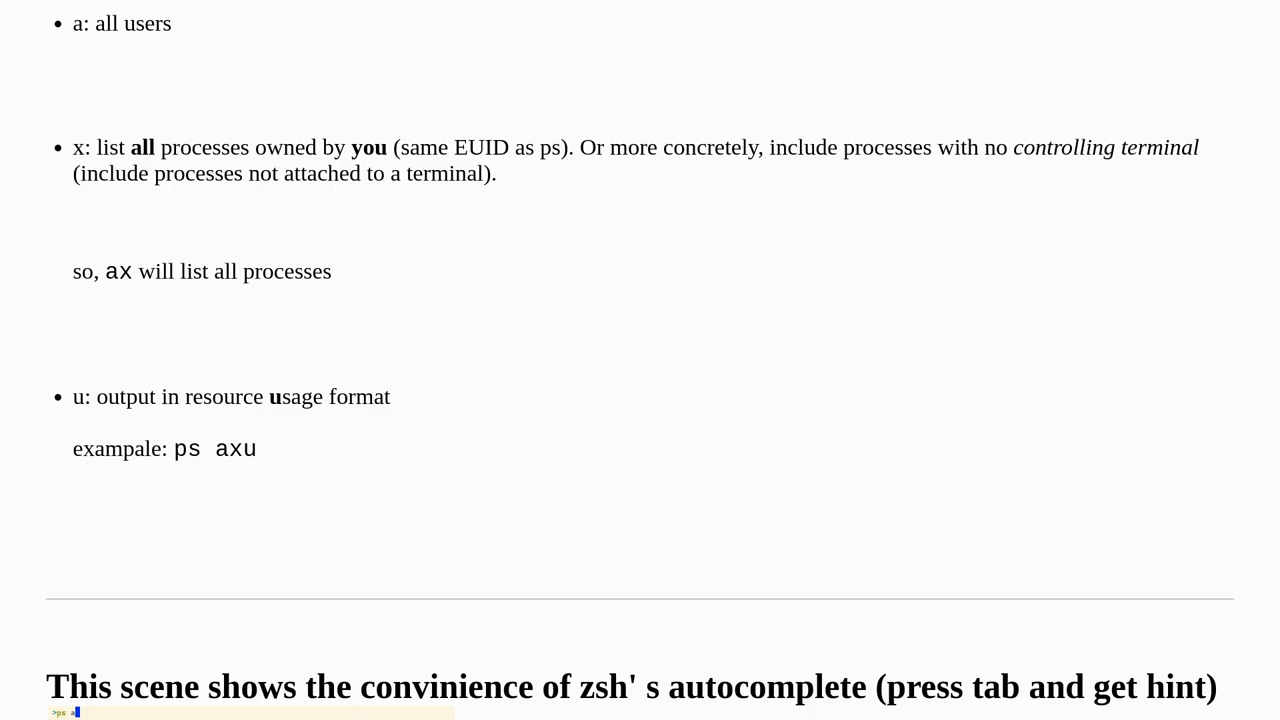 a: all users
x: list all processes owned by you (same EUID as ps). Or more concretely, include processes with no controlling terminal
(include processes not attached to a terminal).
so, ax will list all processes
u: output in resource usage format
exampale: ps axu
This scene shows the convinience of zsh' s autocomplete (press tab and get hint)
>ps a